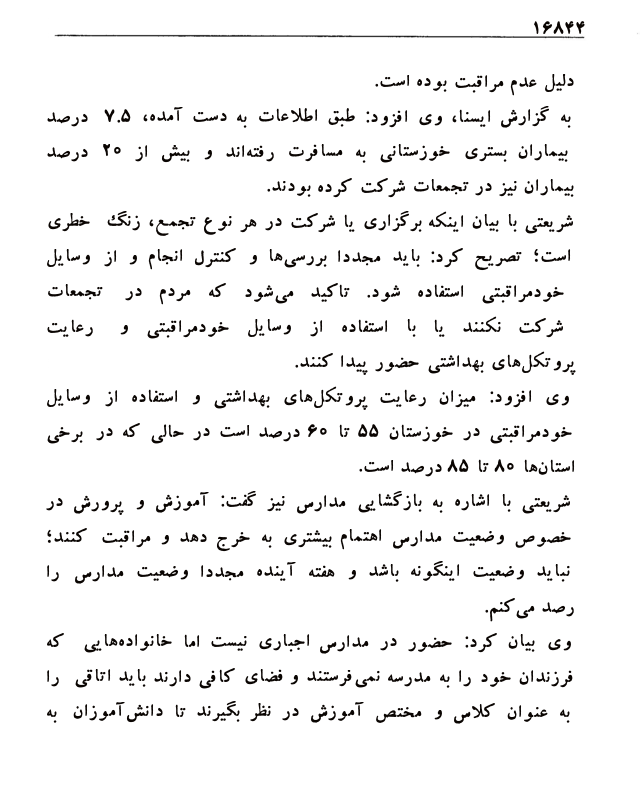 ۱۶۸۴۴
دلیل عدم مراقبت بوده است.
به گزارش ایسنا، وی افزود: طبق اطلاعات به دست آمده، ۷.۵ درصد
بیماران بستری خوزستانی به مسافرت رفته‌اند و بیش از ۲۰ درصد
بیماران نیز در تجمعات شرکت کرده بودند.
شریعتی با بیان اینکه برگزاری یا شرکت در هر نوع تجمع، زنگ خطری
است؛ تصریح کرد: باید مجددا بررسی‌ها و کنترل انجام و از وسایل
خودمراقبتی استفاده شود. تاکید می‌شود که مردم در تجمعات
شرکت نکنند یا با استفاده از وسایل خودمراقبتی و رعایت
پروتکل‌های بهداشتی حضور پیدا کنند.
وی افزود: میزان رعایت پروتکل‌های بهداشتی و استفاده از وسایل
خودمراقبتی در خوزستان ۵۵ تا ۶۰ درصد است در حالی که در برخی
استان‌ها ۸۰ تا ۸۵ درصد است.
شریعتی با اشاره به بازگشایی مدارس نیز گفت: آموزش و پرورش در
خصوص وضعیت مدارس اهتمام بیشتری به خرج دهد و مراقبت کنند؛
نباید وضعیت اینگونه باشد و هفته آینده مجددا وضعیت مدارس را
رصد می‌کنم.
وی بیان کرد: حضور در مدارس اجباری نیست اما خانواده‌هایی که
فرزندان خود را به مدرسه نمی‌فرستند و فضای کافی دارند باید اتاقی را
به عنوان کلاس و مختص آموزش در نظر بگیرند تا دانش‌آموزان به